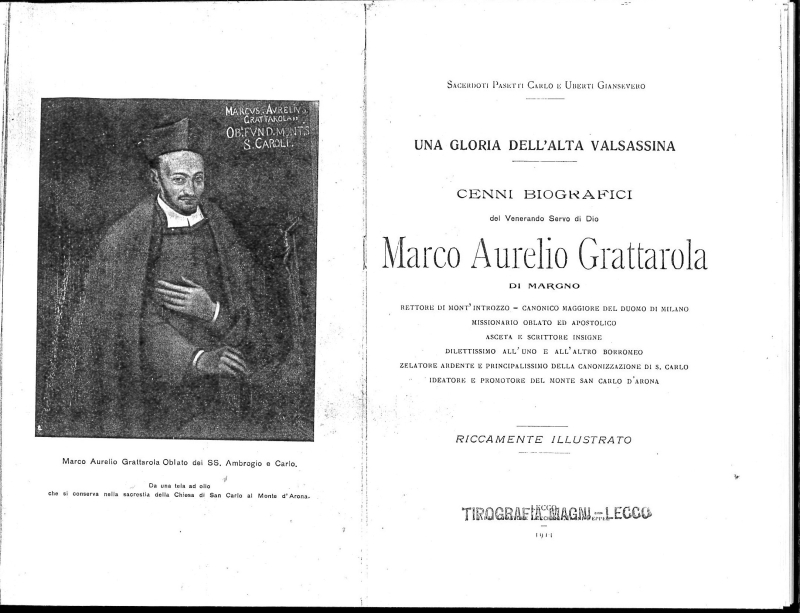 MARCVS. AVRELIVS
GRATTAROLA
OB. FVND. M.NTS
S. CAROLI.
Marco Aurelio Grattarola Oblato dei SS. Ambrogio e Carlo.
Da una tela ad olio
che si conserva nella sacrestia della Chiesa di San Carlo al Monte d'Arona.
SACERDOTI PASETTI CARLO E UBERTI GIANSEVERO
UNA GLORIA DELL'ALTA VALSASSINA
CENNI BIOGRAFICI
del Venerando Servo di Dio
Marco Aurelio Grattarola
DI MARGNO
RETTORE DI MONT'INTROZZO - CANONICO MAGGIORE DEL DUOMO DI MILANO
MISSIONARIO OBLATO ED APOSTOLICO
ASCETA E SCRITTORE INSIGNE
DILETTISSIMO ALL'UNO E ALL'ALTRO BORROMEO
ZELATORE ARDENTE E PRINCIPALISSIMO DELLA CANONIZZAZIONE DI S. CARLO
IDEATORE E PROMOTORE DEL MONTE SAN CARLO D'ARONA
RICCAMENTE ILLUSTRATO
LECCO
TIROGRAFIA MAGNI - LECCO
1911